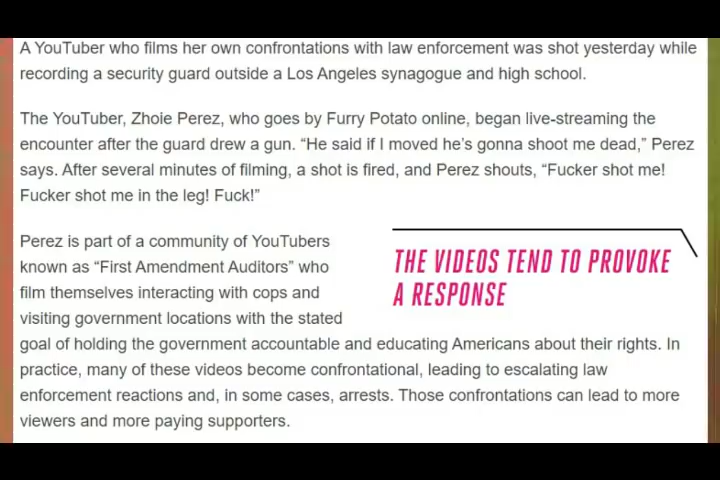 A YouTuber who films her own confrontations with law enforcement was shot yesterday while
recording a security guard outside a Los Angeles synagogue and high school.
The YouTuber, Zhoie Perez, who goes by Furry Potato online, began live-streaming the
encounter after the guard drew a gun. “He said if I moved he’s gonna shoot me dead,” Perez
says. After several minutes of filming, a shot is fired, and Perez shouts, “Fucker shot me!
Fucker shot me in the leg! Fuck!”
Perez is part of a community of YouTubers
known as “First Amendment Auditors” who
film themselves interacting with cops and
visiting government locations with the stated
goal of holding the government accountable and educating Americans about their rights. In
practice, many of these videos become confrontational, leading to escalating law
enforcement reactions and, in some cases, arrests. Those confrontations can lead to more
viewers and more paying supporters.
THE VIDEOS TEND TO PROVOKE
A RESPONSE